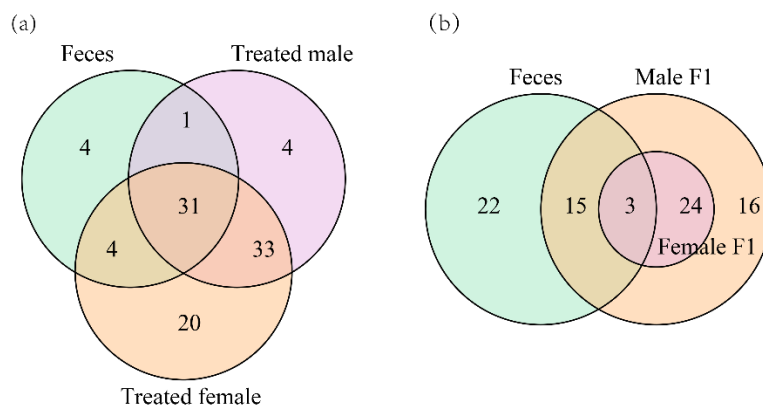 (a)
Feces
Treated male
4
1
4
31
4
33
20
Treated female
(b)
Feces
Male F1
22
15
3
24
16
Female F1